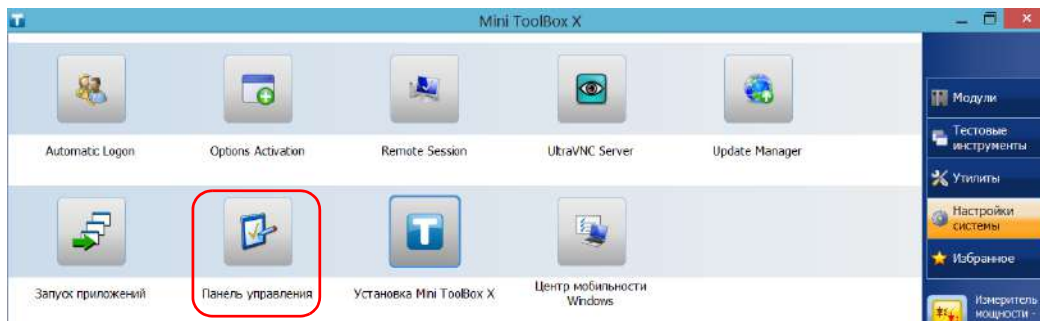 Mini ToolBox X
Automatic Logon
Options Activation
Remote Session
UltraVNC Server
Update Manager
Запуск приложений
Панель управления
Установка Mini ToolBox X
Центр мобильности
Windows
Модули
Тестовые
инструменты
Утилиты
Настройки
системы
Избранное
Измеритель
мощности -